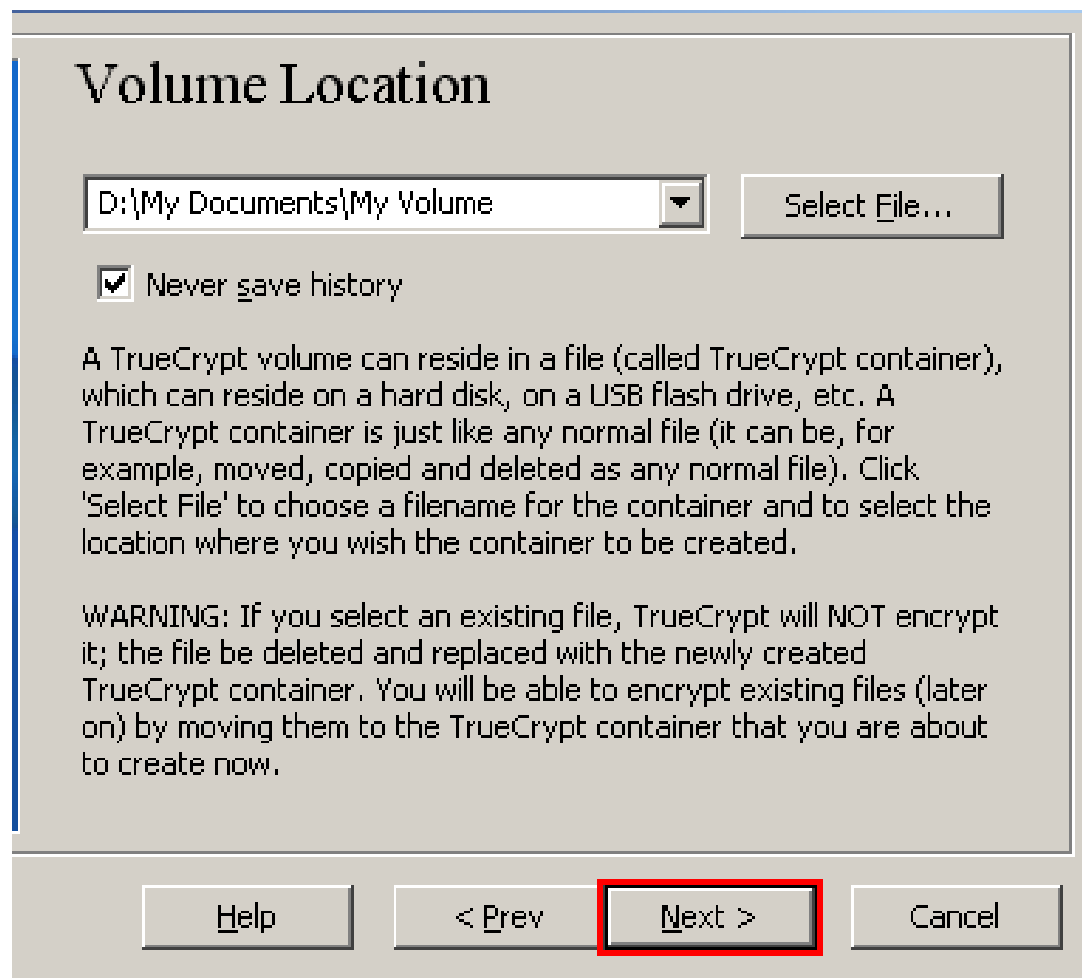 Volume Location
D:\My Documents\My Volume
Select File...
Never save history
A TrueCrypt volume can reside in a file (called TrueCrypt container),
which can reside on a hard disk, on a USB flash drive, etc. A
TrueCrypt container is just like any normal file (it can be, for
example, moved, copied and deleted as any normal file). Click
'Select File' to choose a filename for the container and to select the
location where you wish the container to be created.
WARNING: If you select an existing file, TrueCrypt will NOT encrypt
it; the file be deleted and replaced with the newly created
TrueCrypt container. You will be able to encrypt existing files (later
on) by moving them to the TrueCrypt container that you are about
to create now.
Help
< Prev
Next >
Cancel